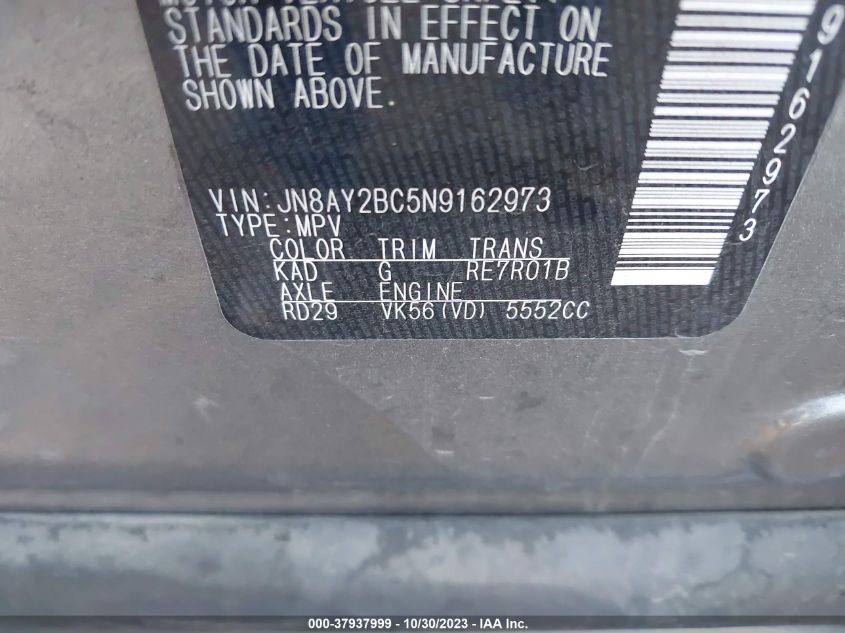 STANDARDS IN EFFECT ON
THE DATE OF MANUFACTURE
SHOWN ABOVE.
VIN:JN8AY2BC5N9162973
TYPE:MPV
COLOR TRIM TRANS
KAD G RE7R01B
AXLE ENGINE
RD29 VK56(VD) 5552CC
9162973
000-37937999 - 10/30/2023 - IAA Inc.